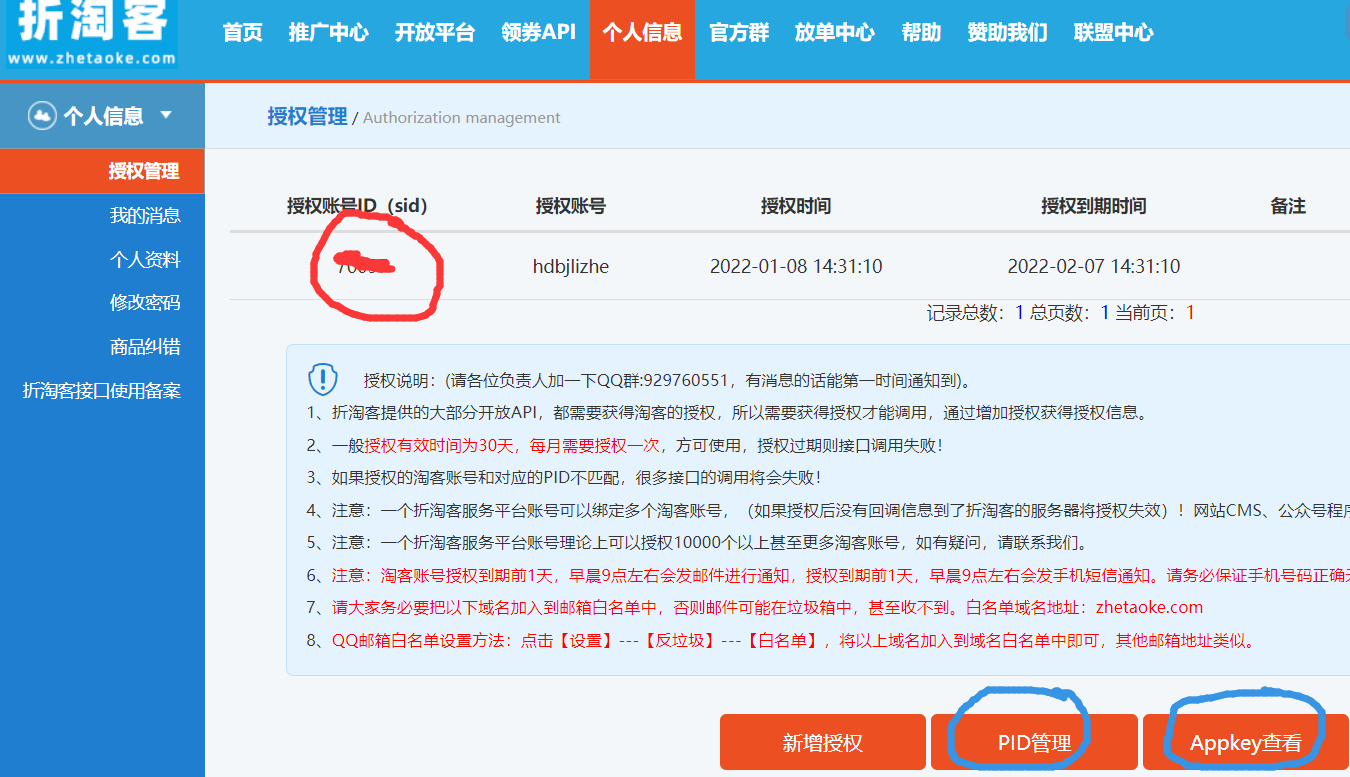 折淘客
www.zhetaoke.com
首页 推广中心 开放平台 领券API 个人信息 官方群 放单中心 帮助 赞助我们 联盟中心
个人信息
授权管理
我的消息
个人资料
修改密码
商品纠错
折淘客接口使用备案
授权管理 / Authorization management
授权账号ID（sid） 授权账号 授权时间 授权到期时间 备注
hdbjlizhe 2022-01-08 14:31:10 2022-02-07 14:31:10
记录总数：1 总页数：1 当前页：1
授权说明：(请各位负责人加一下QQ群:929760551，有消息的话能第一时间通知到)。
1、折淘客提供的大部分开放API，都需要获得淘客的授权，所以需要获得授权才能调用，通过增加授权获得授权信息。
2、一般授权有效时间为30天，每月需要授权一次，方可使用，授权过期则接口调用失败！
3、如果授权的淘客账号和对应的PID不匹配，很多接口的调用将会失败！
4、注意：一个折淘客服务平台账号可以绑定多个淘客账号，（如果授权后没有回调信息到了折淘客的服务器将授权失效）！网站CMS、公众号程
5、注意：一个折淘客服务平台账号理论上可以授权10000个以上甚至更多淘客账号，如有疑问，请联系我们。
6、注意：淘客账号授权到期前1天，早晨9点左右会发邮件进行通知，授权到期前1天，早晨9点左右会发手机短信通知。请务必保证手机号码正确
7、请大家务必要把以下域名加入到邮箱白名单中，否则邮件可能在垃圾箱中，甚至收不到。白名单域名地址：zhetaoke.com
8、QQ邮箱白名单设置方法：点击【设置】---【反垃圾】---【白名单】，将以上域名加入到域名白名单中即可，其他邮箱地址类似。
新增授权 PID管理 Appkey查看